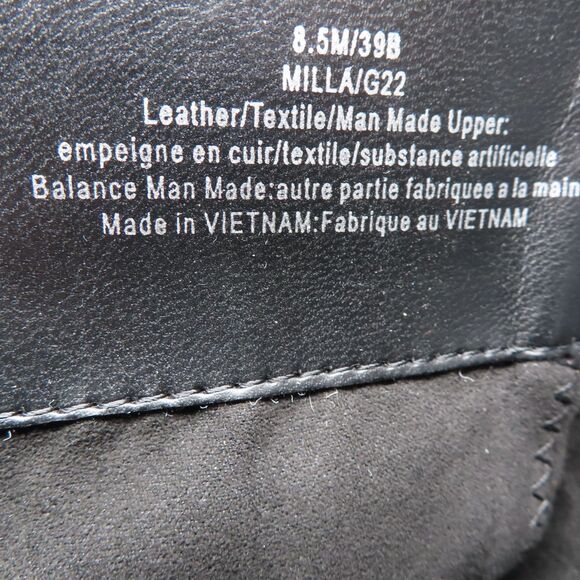 8.5M/39B
MILLA/G22
Leather/Textile/Man Made Upper:
empeigne en cuir/textile/substance artificielle
Balance Man Made:autre partie fabriquee a la main
Made in VIETNAM:Fabrique au VIETNAM